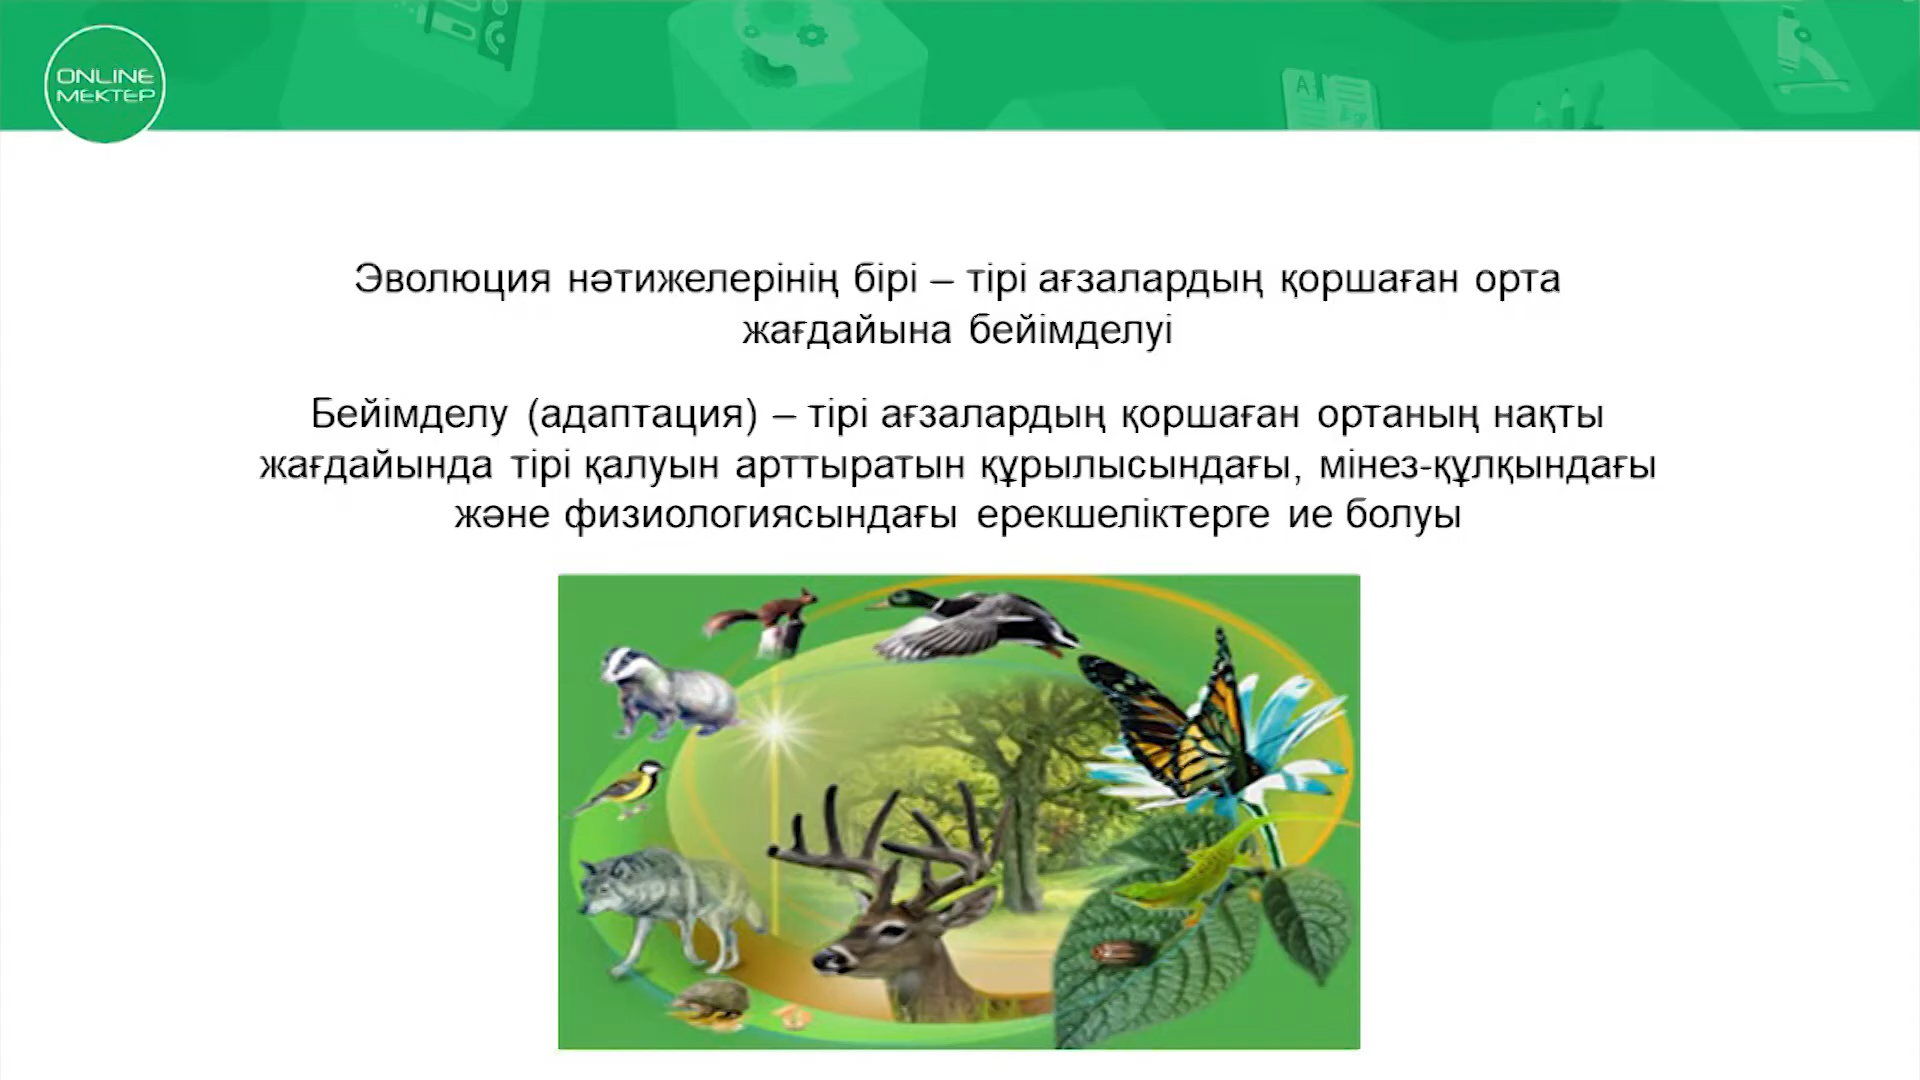 ONLINE
MEKTEP
Эволюция нәтижелерінің бірі – тірі ағзалардың қоршаған орта
жағдайына бейімделуі
Бейімделу (адаптация) – тірі ағзалардың қоршаған ортаның нақты
жағдайында тірі қалуын арттыратын құрылысындағы, мінез-құлқындағы
және физиологиясындағы ерекшеліктерге ие болуы